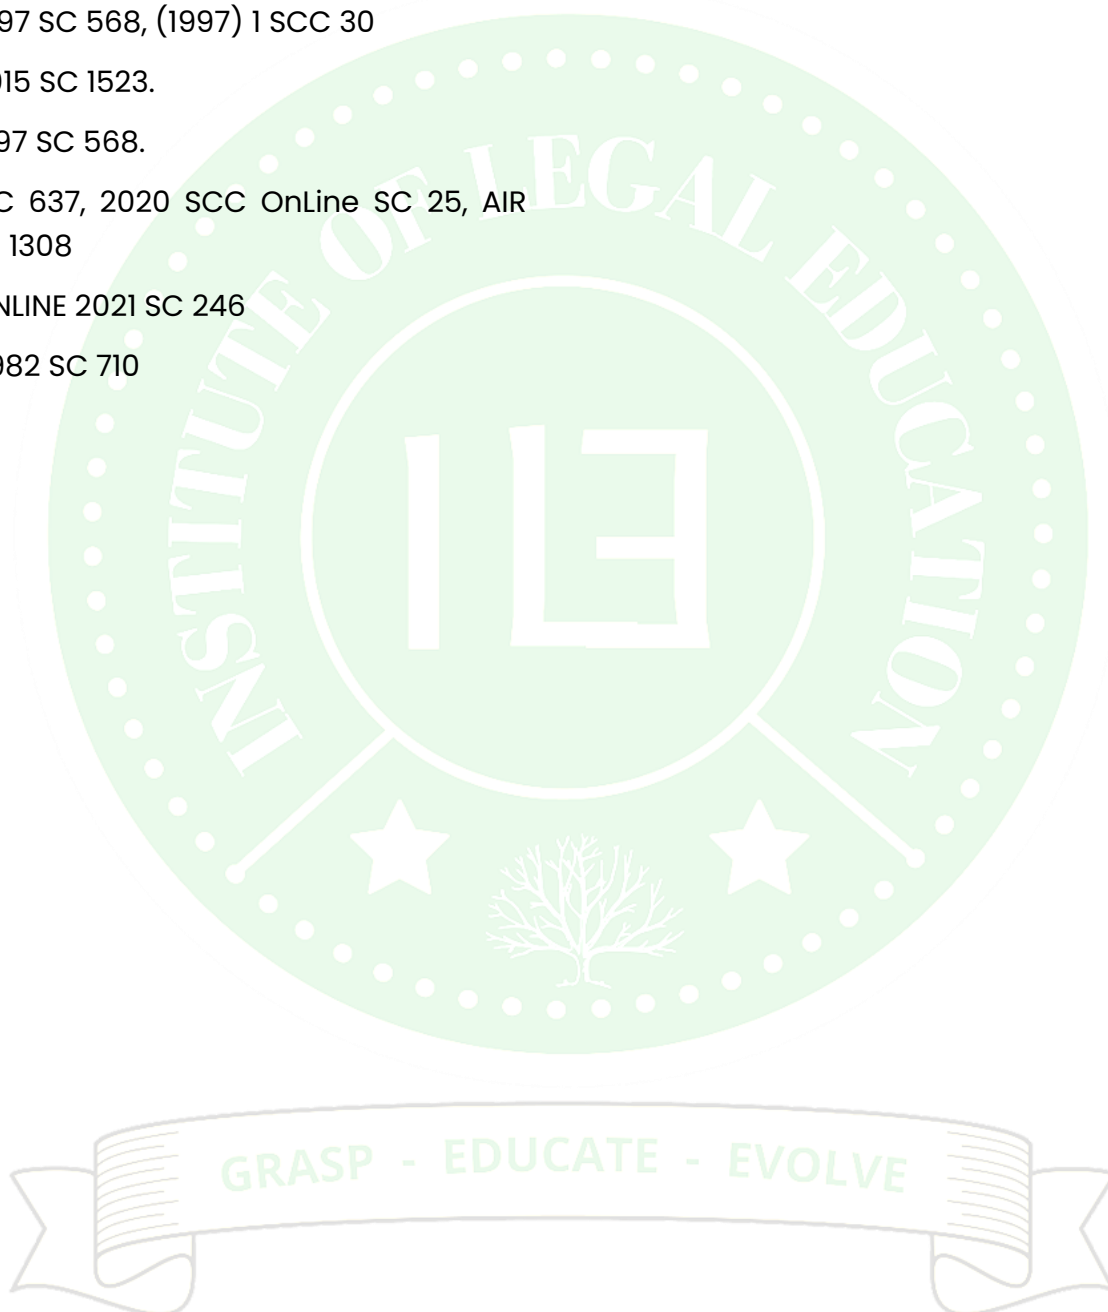 97 SC 568, (1997) 1 SCC 30
015 SC 1523.
97 SC 568.
C 637, 2020 SCC OnLine SC 25, AIR
1308
NLINE 2021 SC 246
982 SC 710
INSTITUTE OF LEGAL EDUCATION
ILE
GRASP - EDUCATE - EVOLVE